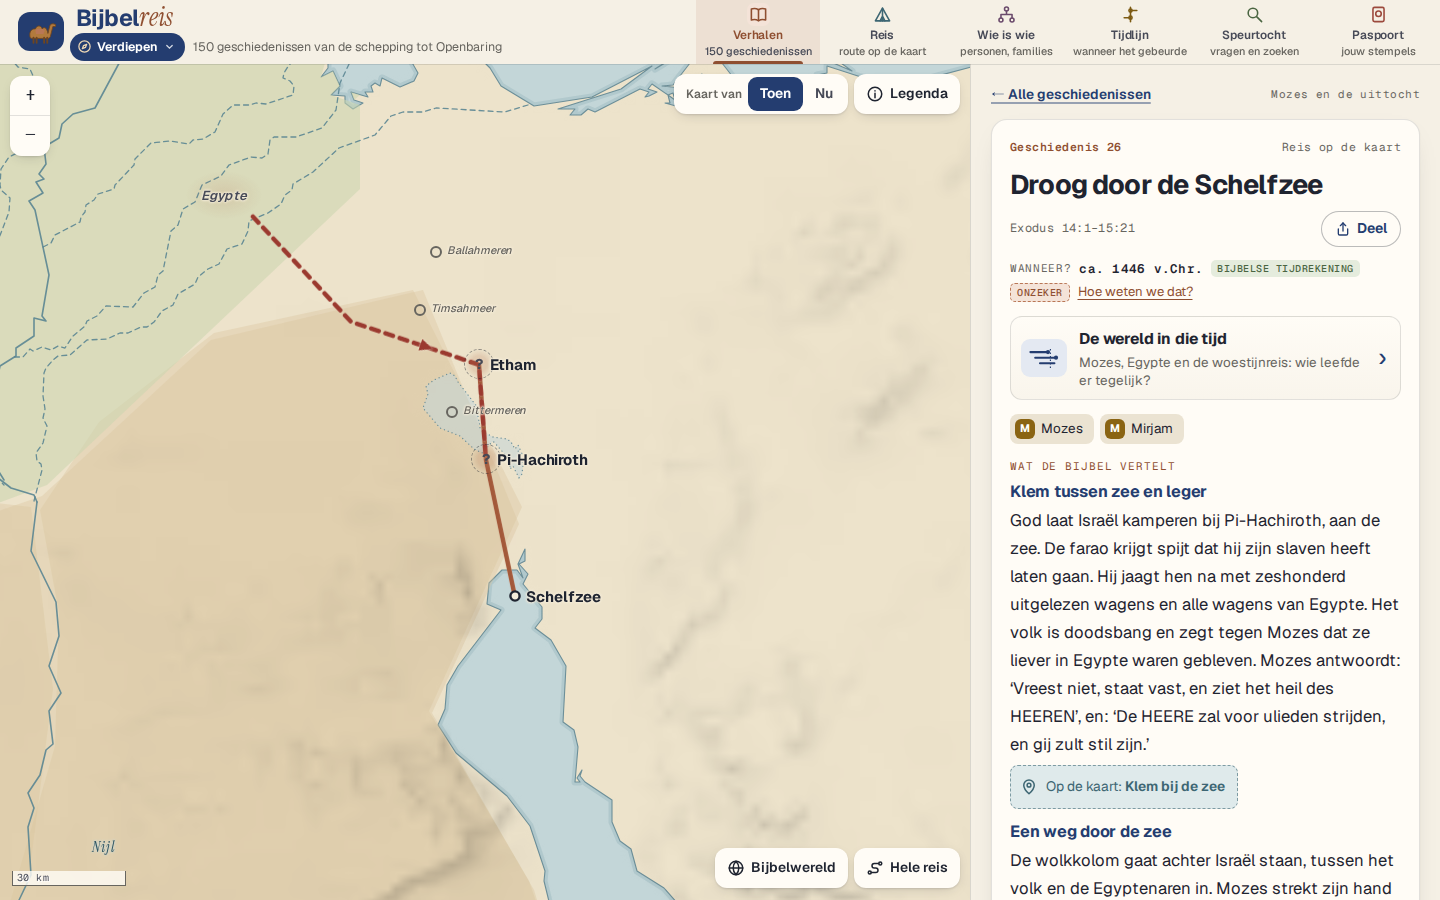 Bijbelreis
Verdiepen
150 geschiedenissen van de schepping tot Openbaring
Verhalen
150 geschiedenissen
Reis
route op de kaart
Wie is wie
personen, families
Tijdlijn
wanneer het gebeurde
Speurtocht
vragen en zoeken
Paspoort
jouw stempels
+
−
Kaart van Toen Nu
Legenda
Egypte
Ballahmeren
Timsahmeer
? Etham
Bittermeren
? Pi-Hachiroth
Schelfzee
Nijl
30 km
Bijbelwereld
Hele reis
← Alle geschiedenissen
Mozes en de uittocht
Geschiedenis 26
Reis op de kaart
Droog door de Schelfzee
Exodus 14:1–15:21
Deel
WANNEER? ca. 1446 v.Chr. BIJBELSE TIJDREKENING
ONZEKER Hoe weten we dat?
De wereld in die tijd
Mozes, Egypte en de woestijnreis: wie leefde
er tegelijk?
›
M Mozes
M Mirjam
WAT DE BIJBEL VERTELT
Klem tussen zee en leger
God laat Israël kamperen bij Pi-Hachiroth, aan de
zee. De farao krijgt spijt dat hij zijn slaven heeft
laten gaan. Hij jaagt hen na met zeshonderd
uitgelezen wagens en alle wagens van Egypte. Het
volk is doodsbang en zegt tegen Mozes dat ze
liever in Egypte waren gebleven. Mozes antwoordt:
‘Vreest niet, staat vast, en ziet het heil des
HEEREN’, en: ‘De HEERE zal voor ulieden strijden,
en gij zult stil zijn.’
Op de kaart: Klem bij de zee
Een weg door de zee
De wolkkolom gaat achter Israël staan, tussen het
volk en de Egyptenaren in. Mozes strekt zijn hand